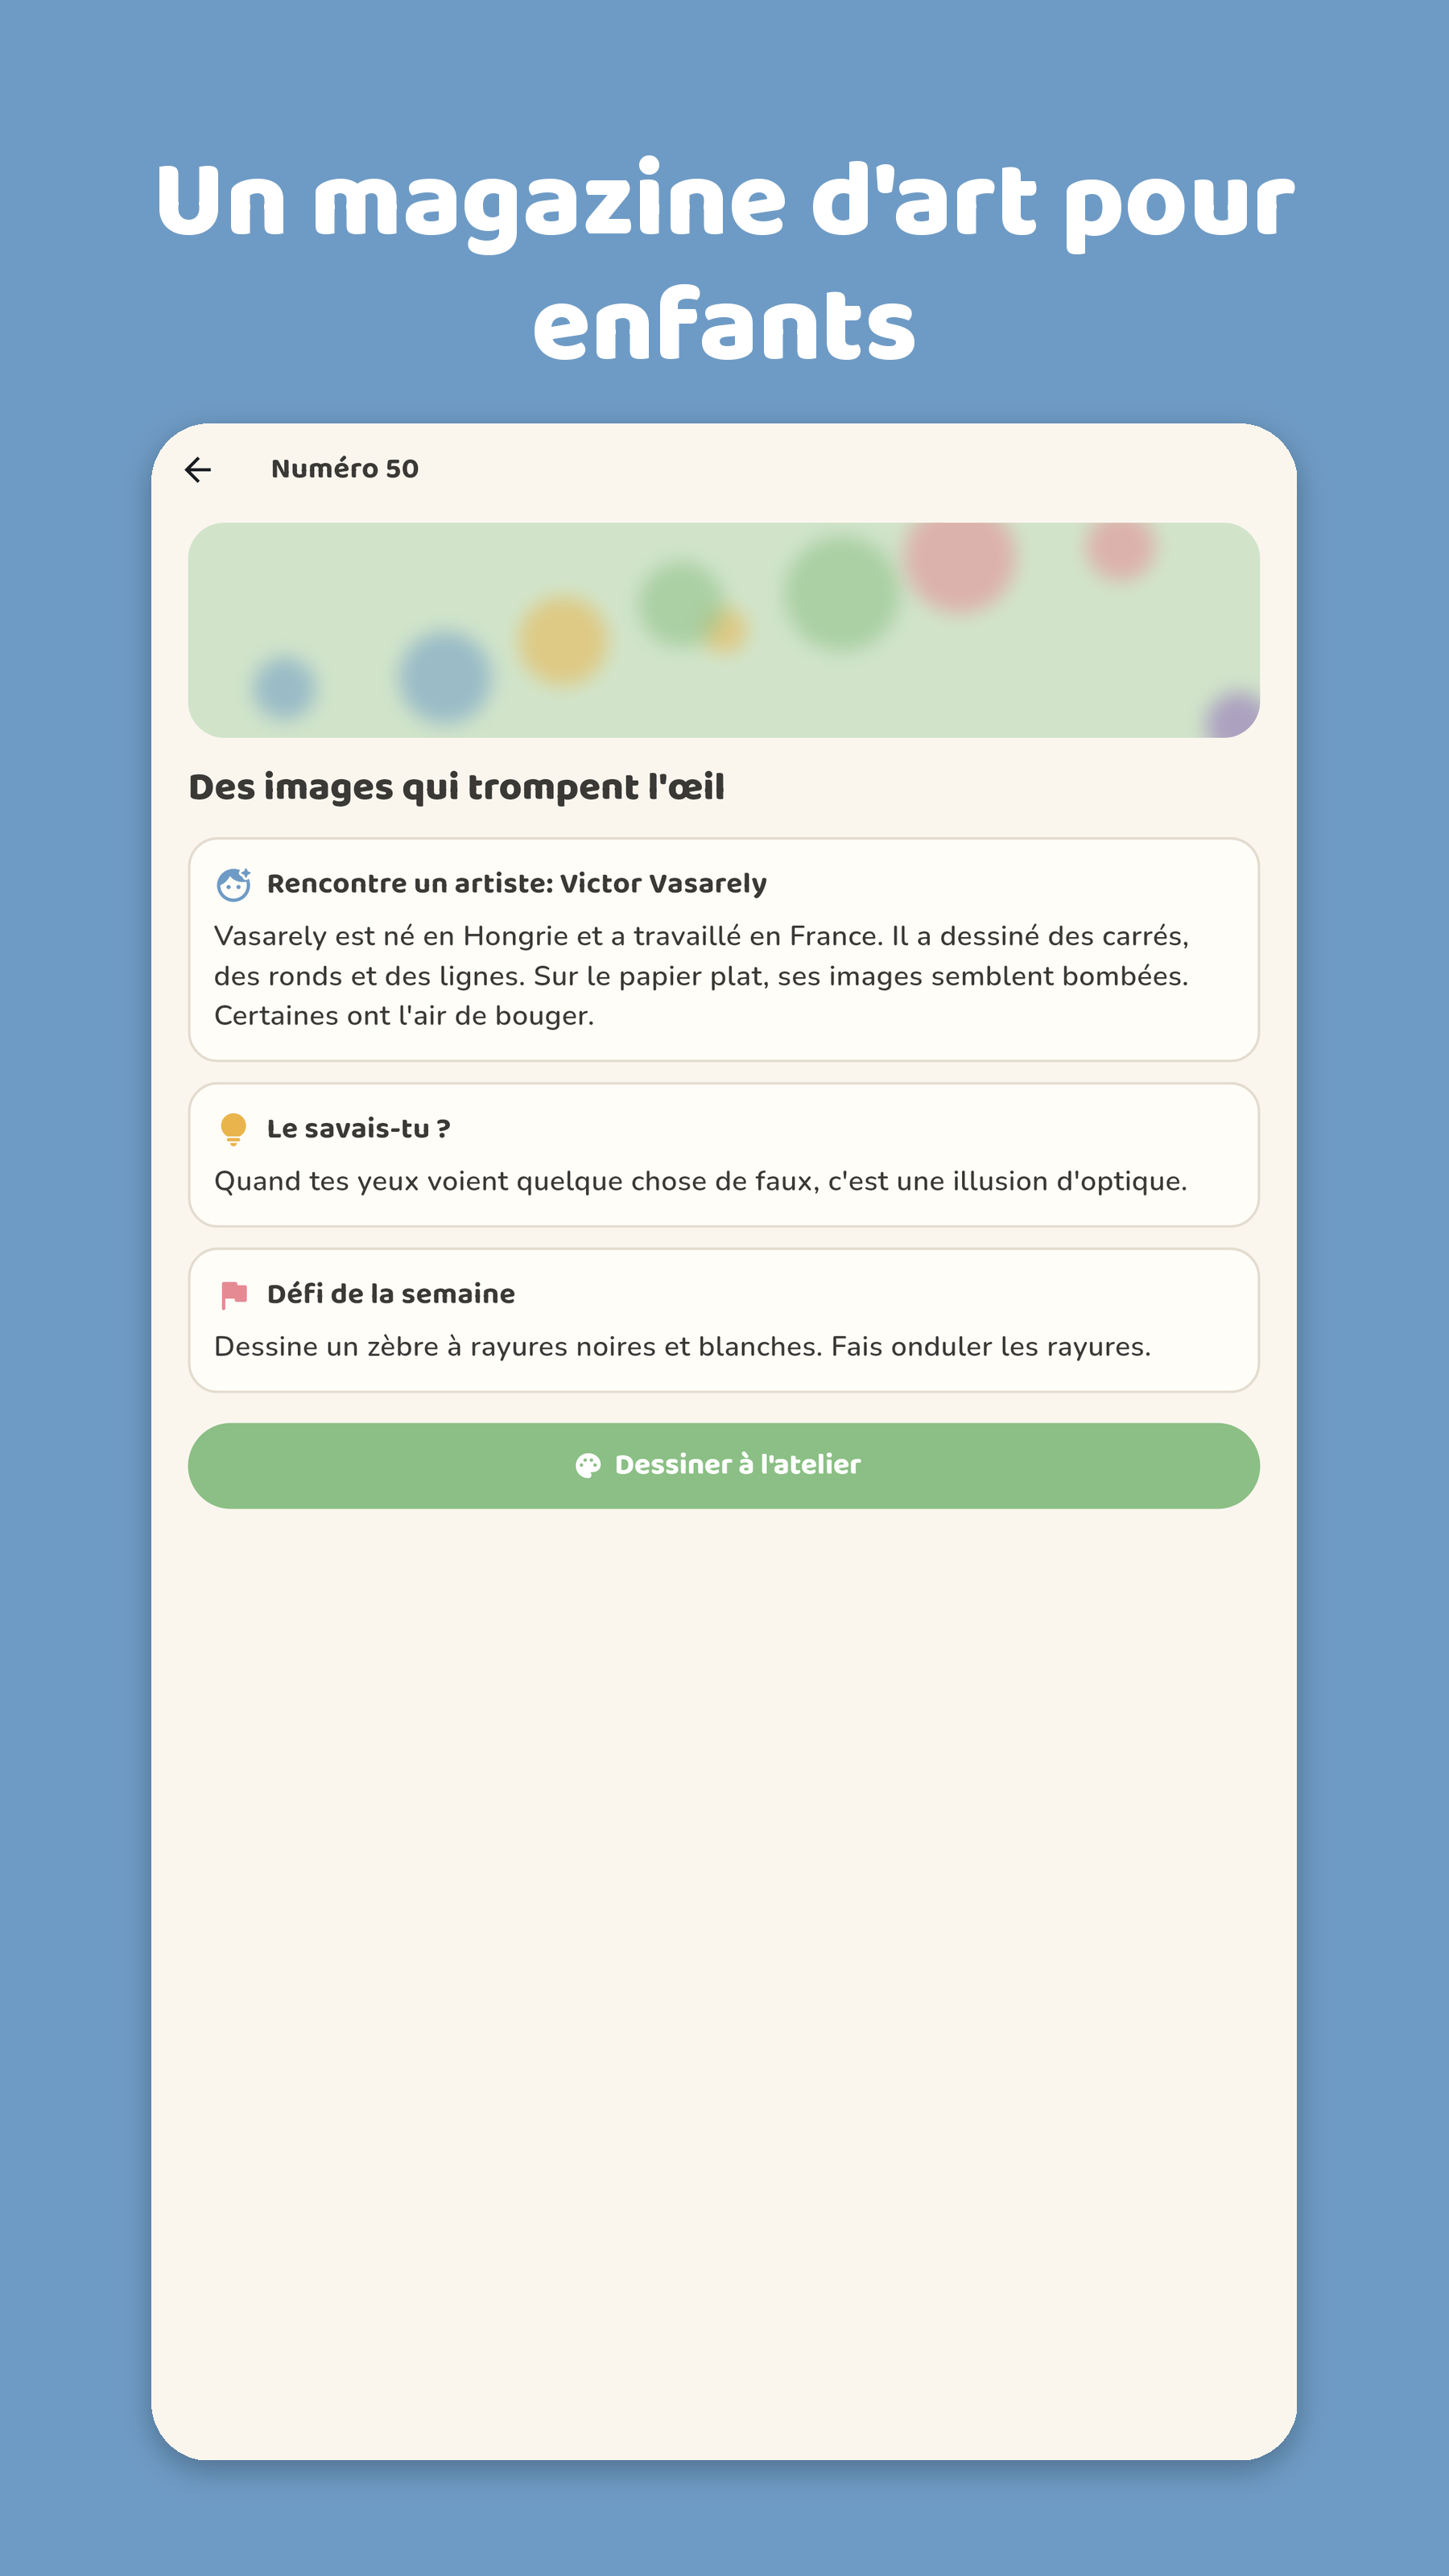 Un magazine d'art pour
enfants
Numéro 50
Des images qui trompent l'œil
Rencontre un artiste: Victor Vasarely
Vasarely est né en Hongrie et a travaillé en France. Il a dessiné des carrés,
des ronds et des lignes. Sur le papier plat, ses images semblent bombées.
Certaines ont l'air de bouger.
Le savais-tu ?
Quand tes yeux voient quelque chose de faux, c'est une illusion d'optique.
Défi de la semaine
Dessine un zèbre à rayures noires et blanches. Fais onduler les rayures.
Dessiner à l'atelier